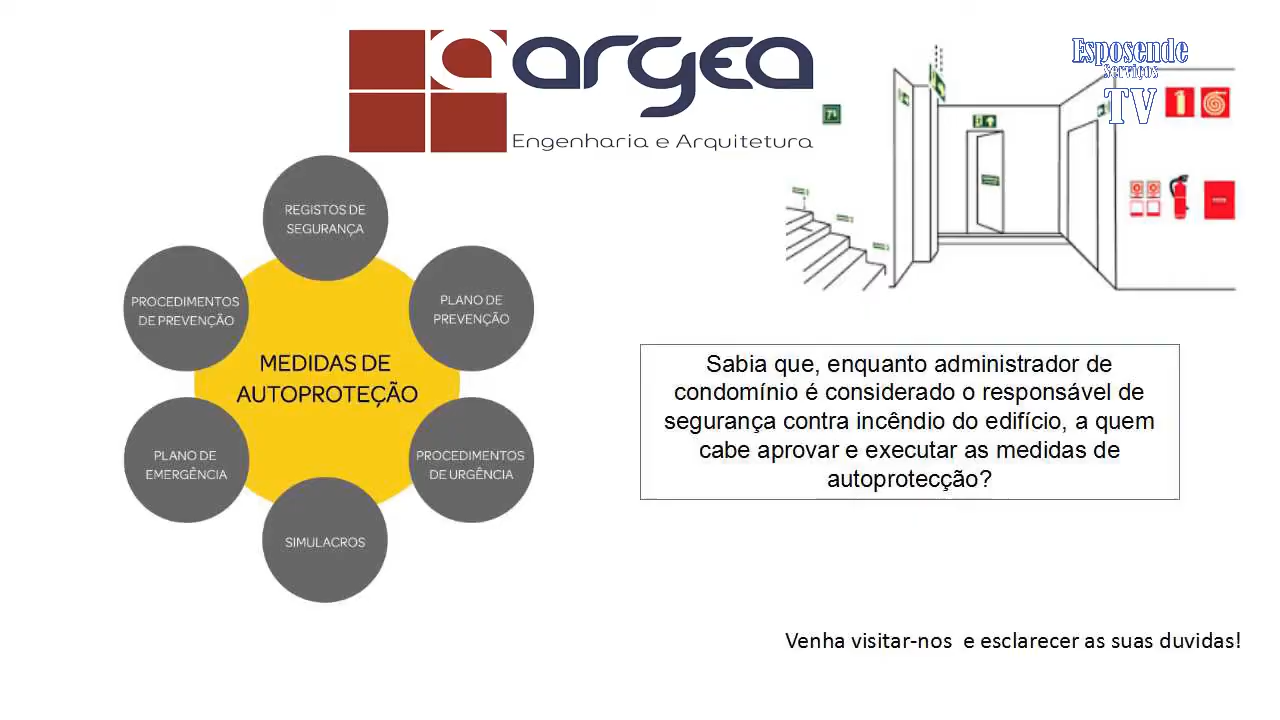 argea
Engenharia e Arquitetura
Esposende
Serviços
TV
REGISTOS DE
SEGURANÇA
PROCEDIMENTOS
DE PREVENÇÃO
PLANO DE
PREVENÇÃO
MEDIDAS DE
AUTOPROTEÇÃO
PLANO DE
EMERGÊNCIA
PROCEDIMENTOS
DE URGÊNCIA
SIMULACROS
Sabia que, enquanto administrador de
condomínio é considerado o responsável de
segurança contra incêndio do edifício, a quem
cabe aprovar e executar as medidas de
autoprotecção?
Venha visitar-nos  e esclarecer as suas duvidas!